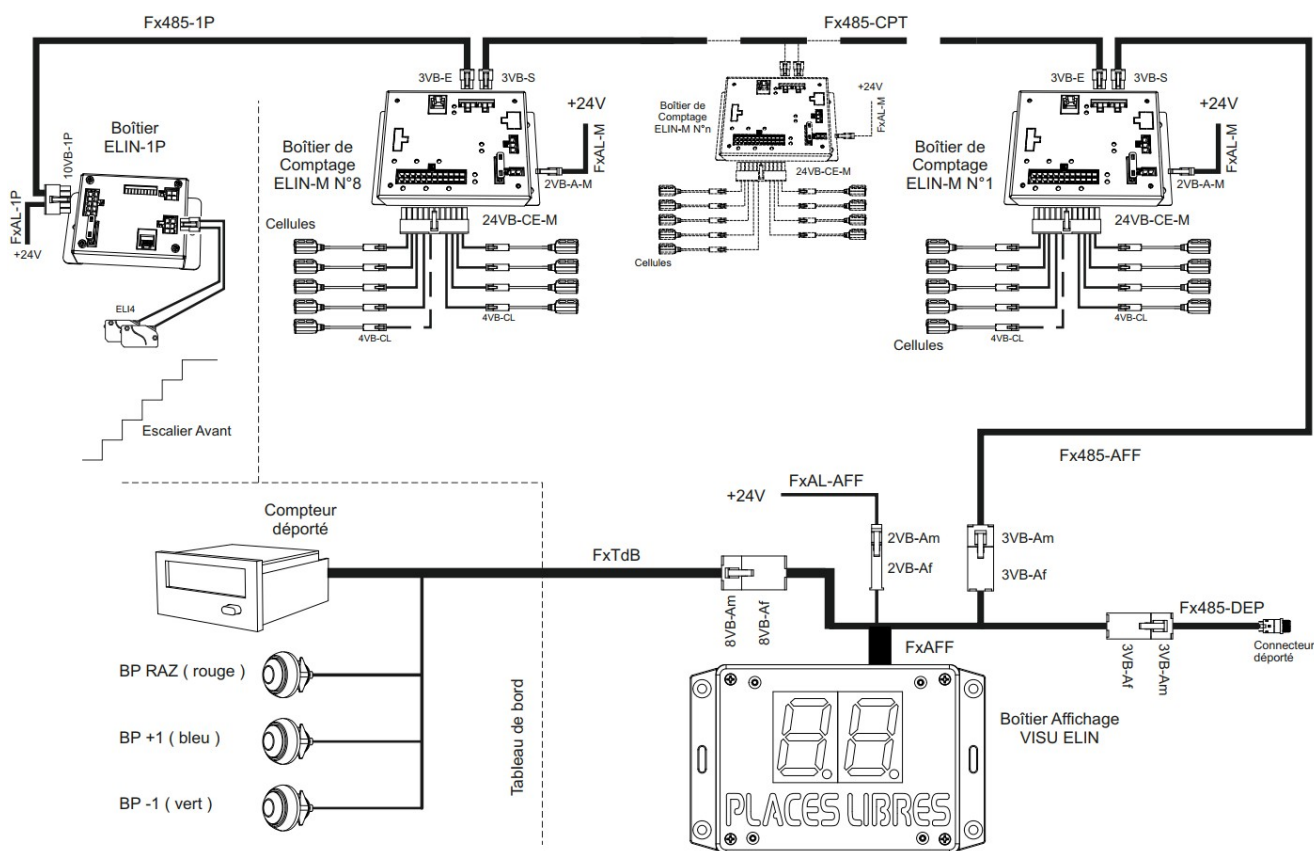 Fx485-1P
Fx485-CPT
3VB-E
3VB-S
+24V
FxAL-M
2VB-A-M
Boîtier de
Comptage
ELIN-M N°8
24VB-CE-M
Cellules
4VB-CL
4VB-CL
Boîtier
ELIN-1P
10VB-1P
FxAL-1P
+24V
ELI4
Escalier Avant
Boîtier de
Comptage
ELIN-M N°n
+24V
FxAL-M
24VB-CE-M
Cellules
3VB-E
3VB-S
+24V
FxAL-M
2VB-A-M
Boîtier de
Comptage
ELIN-M N°1
24VB-CE-M
4VB-CL
4VB-CL
Cellules
Fx485-AFF
FxAL-AFF
+24V
2VB-Am
2VB-Af
3VB-Am
3VB-Af
Compteur
déporté
FxTdB
8VB-Am
8VB-Af
FxAFF
Fx485-DEP
3VB-Af
3VB-Am
Connecteur
déporté
BP RAZ ( rouge )
BP +1 ( bleu )
BP -1 ( vert )
Tableau de bord
Boîtier Affichage
VISU ELIN
88
PLACES LIBRES